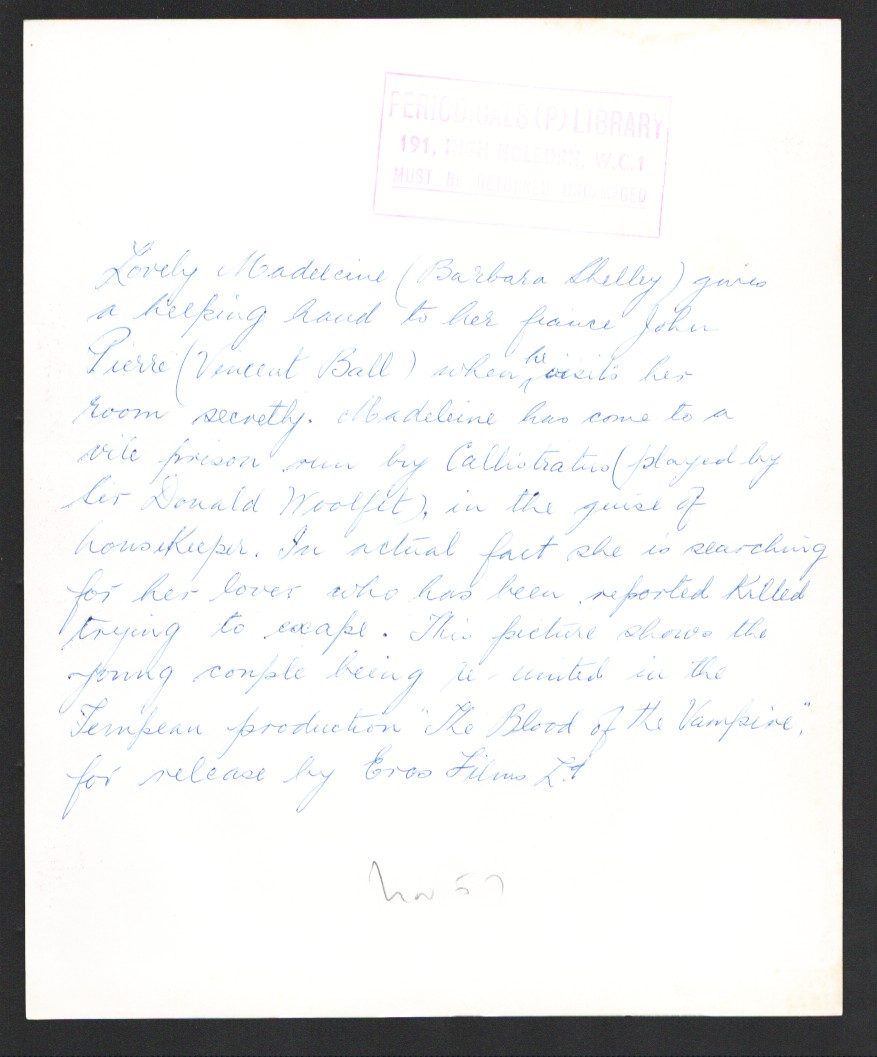 PERIODICALS (P) LIBRARY
191, HIGH HOLBORN, W.C.1
MUST BE RETURNED UNDAMAGED
Lovely Madeleine (Barbara Shelley) gives
a helping hand to her fiance John
Pierre (Vincent Ball) when he visits her
room secretly. Madeleine has come to a
vile prison run by Callistratus (played by
Sir Donald Woolfit), in the guise of
housekeeper. In actual fact she is searching
for her lover who has been reported killed
trying to escape. This picture shows the
young couple being re-united in the
Tempean production "The Blood of the Vampire",
for release by Eros Films Ld
Nov 57